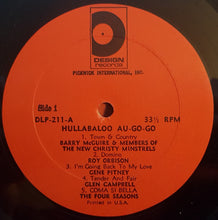 DESIGN
records
PICKWICK INTERNATIONAL, INC.
Side 1
DLP-211-A
33⅓ RPM
HULLABALOO AU-GO-GO
1. Town & Country
BARRY McGUIRE & MEMBERS OF
THE NEW CHRISTY MINSTRELS
2. Domino
ROY ORBISON
3. I'm Going Back To My Love
GENE PITNEY
4. Tender And Fair
GLEN CAMPBELL
5. COMA SI BELLA
THE FOUR SEASONS
Printed in U.S.A.